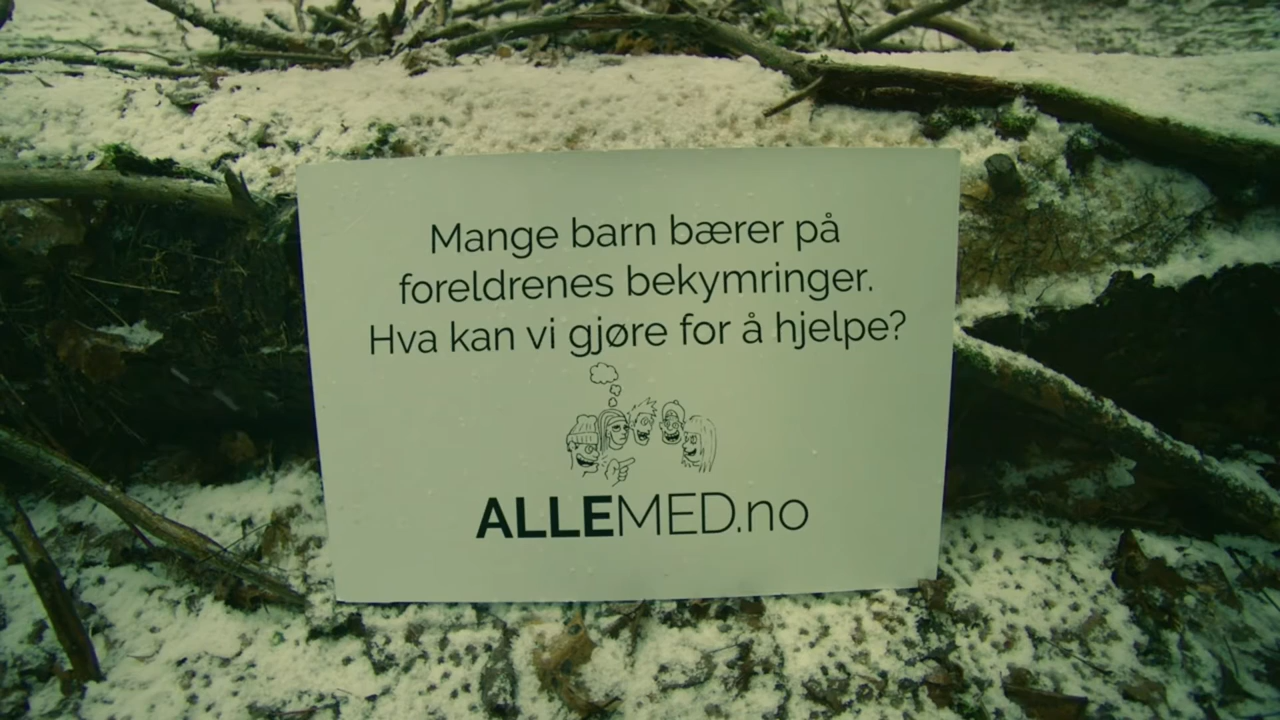 Mange barn bærer på
foreldrenes bekymringer.
Hva kan vi gjøre for å hjelpe?
ALLEMED.no